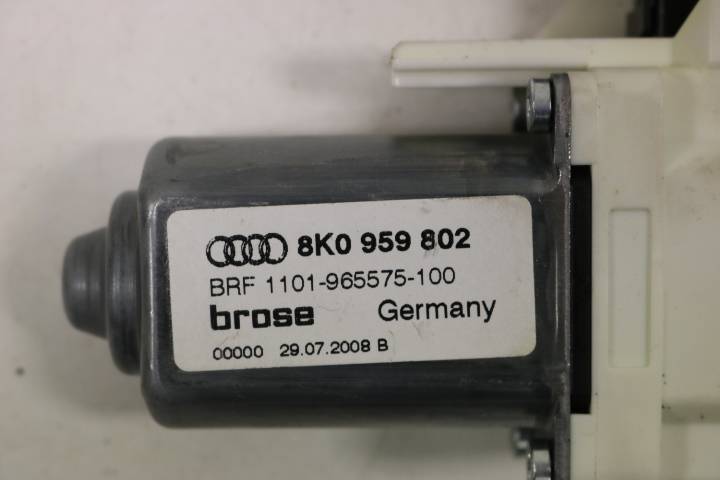 8K0 959 802
BRF 1101-965575-100
brose Germany
00000 29.07.2008 B